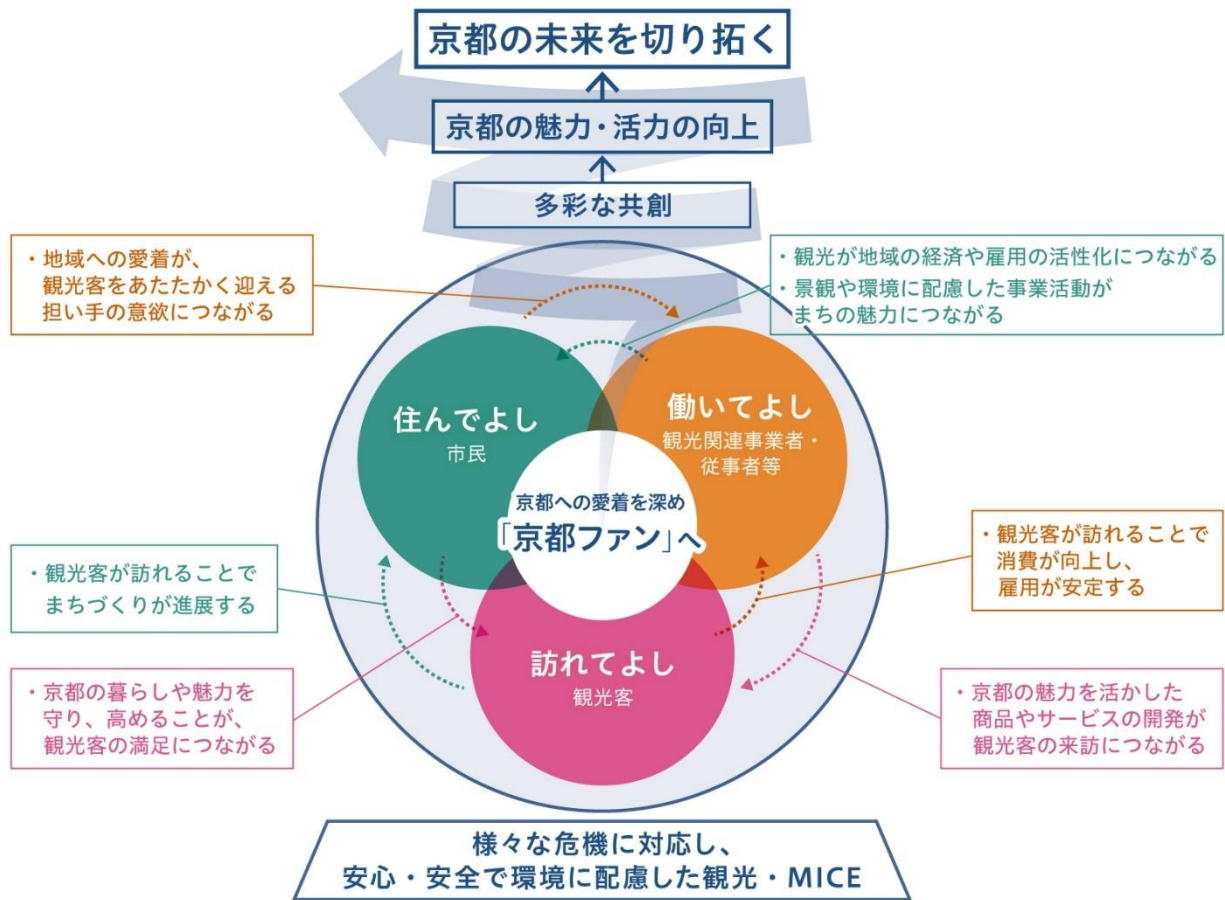 京都の未来を切り拓く
京都の魅力・活力の向上
多彩な共創
・地域への愛着が、
観光客をあたたかく迎える
担い手の意欲につながる
・観光が地域の経済や雇用の活性化につながる
・景観や環境に配慮した事業活動が
まちの魅力につながる
住んでよし
市民
働いてよし
観光関連事業者・
従事者等
京都への愛着を深め
「京都ファン」へ
・観光客が訪れることで
まちづくりが進展する
・観光客が訪れることで
消費が向上し、
雇用が安定する
訪れてよし
観光客
・京都の暮らしや魅力を
守り、高めることが、
観光客の満足につながる
・京都の魅力を活かした
商品やサービスの開発が
観光客の来訪につながる
様々な危機に対応し、
安心・安全で環境に配慮した観光・MICE